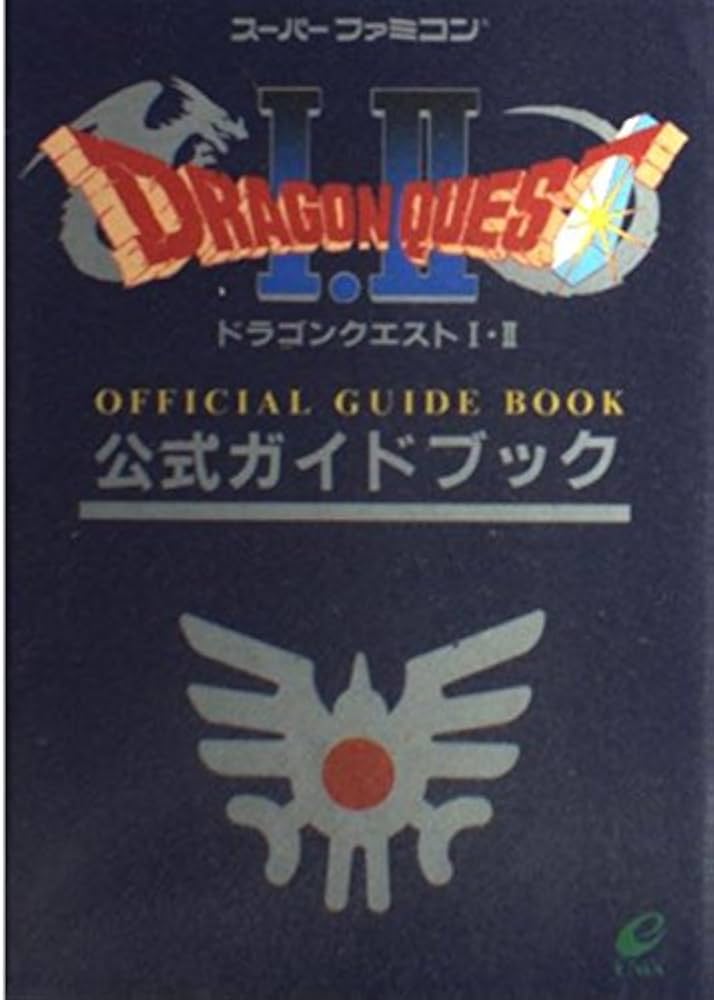 スーパーファミコン
I.II
DRAGON QUEST
ドラゴンクエストI・II
OFFICIAL GUIDE BOOK
公式ガイドブック